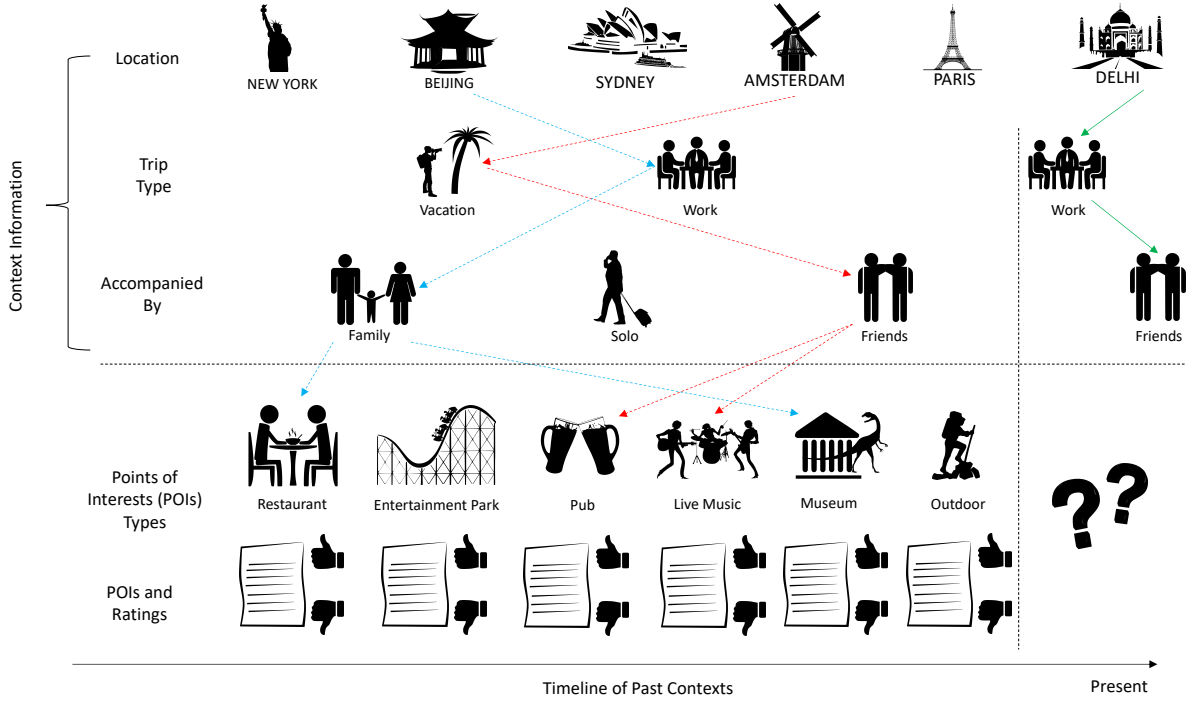 Location
NEW YORK
BEIJING
SYDNEY
AMSTERDAM
PARIS
DELHI
Context Information
Trip
Type
Vacation
Work
Work
Accompanied
By
Family
Solo
Friends
Friends
Points of
Interests (POIs)
Types
Restaurant
Entertainment Park
Pub
Live Music
Museum
Outdoor
??
POIs and
Ratings
Timeline of Past Contexts
Present